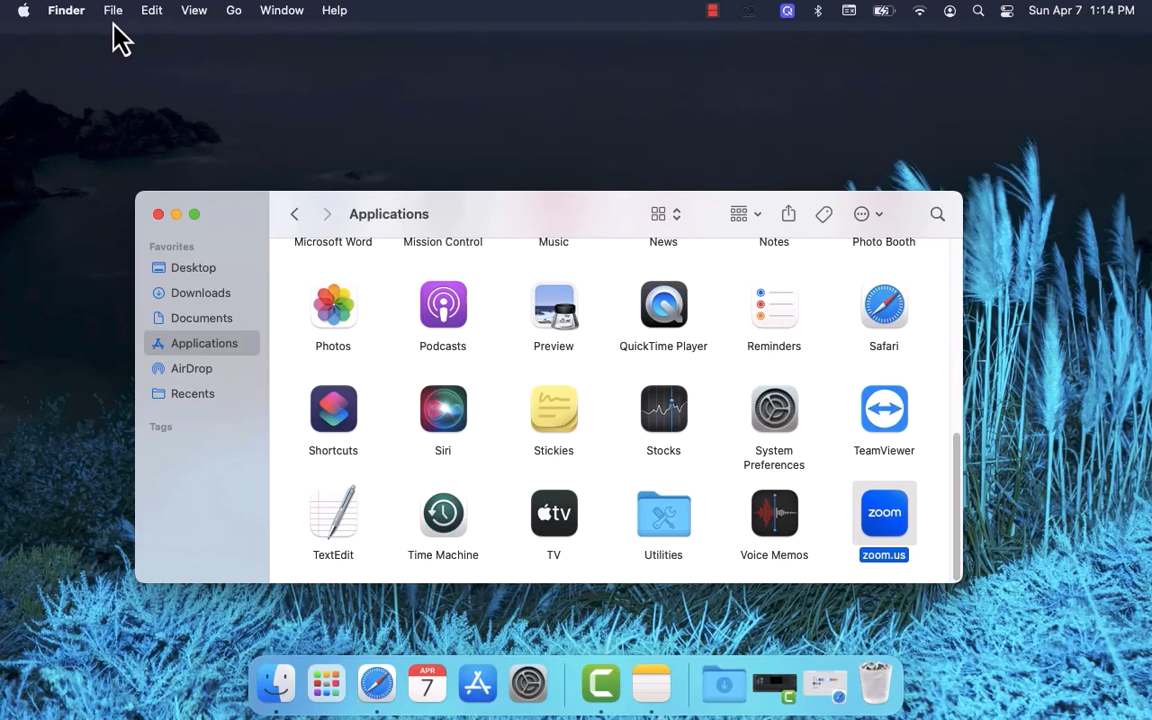 Finder File Edit View Go Window Help
Q
Sun Apr 7 1:14 PM
Applications
Favorites
Desktop
Downloads
Documents
Applications
AirDrop
Recents
Tags
Microsoft Word Mission Control Music News Notes Photo Booth
Photos Podcasts Preview QuickTime Player Reminders Safari
Shortcuts Siri Stickies Stocks System Preferences TeamViewer
tv
zoom
TextEdit Time Machine TV Utilities Voice Memos zoom.us
APR
7